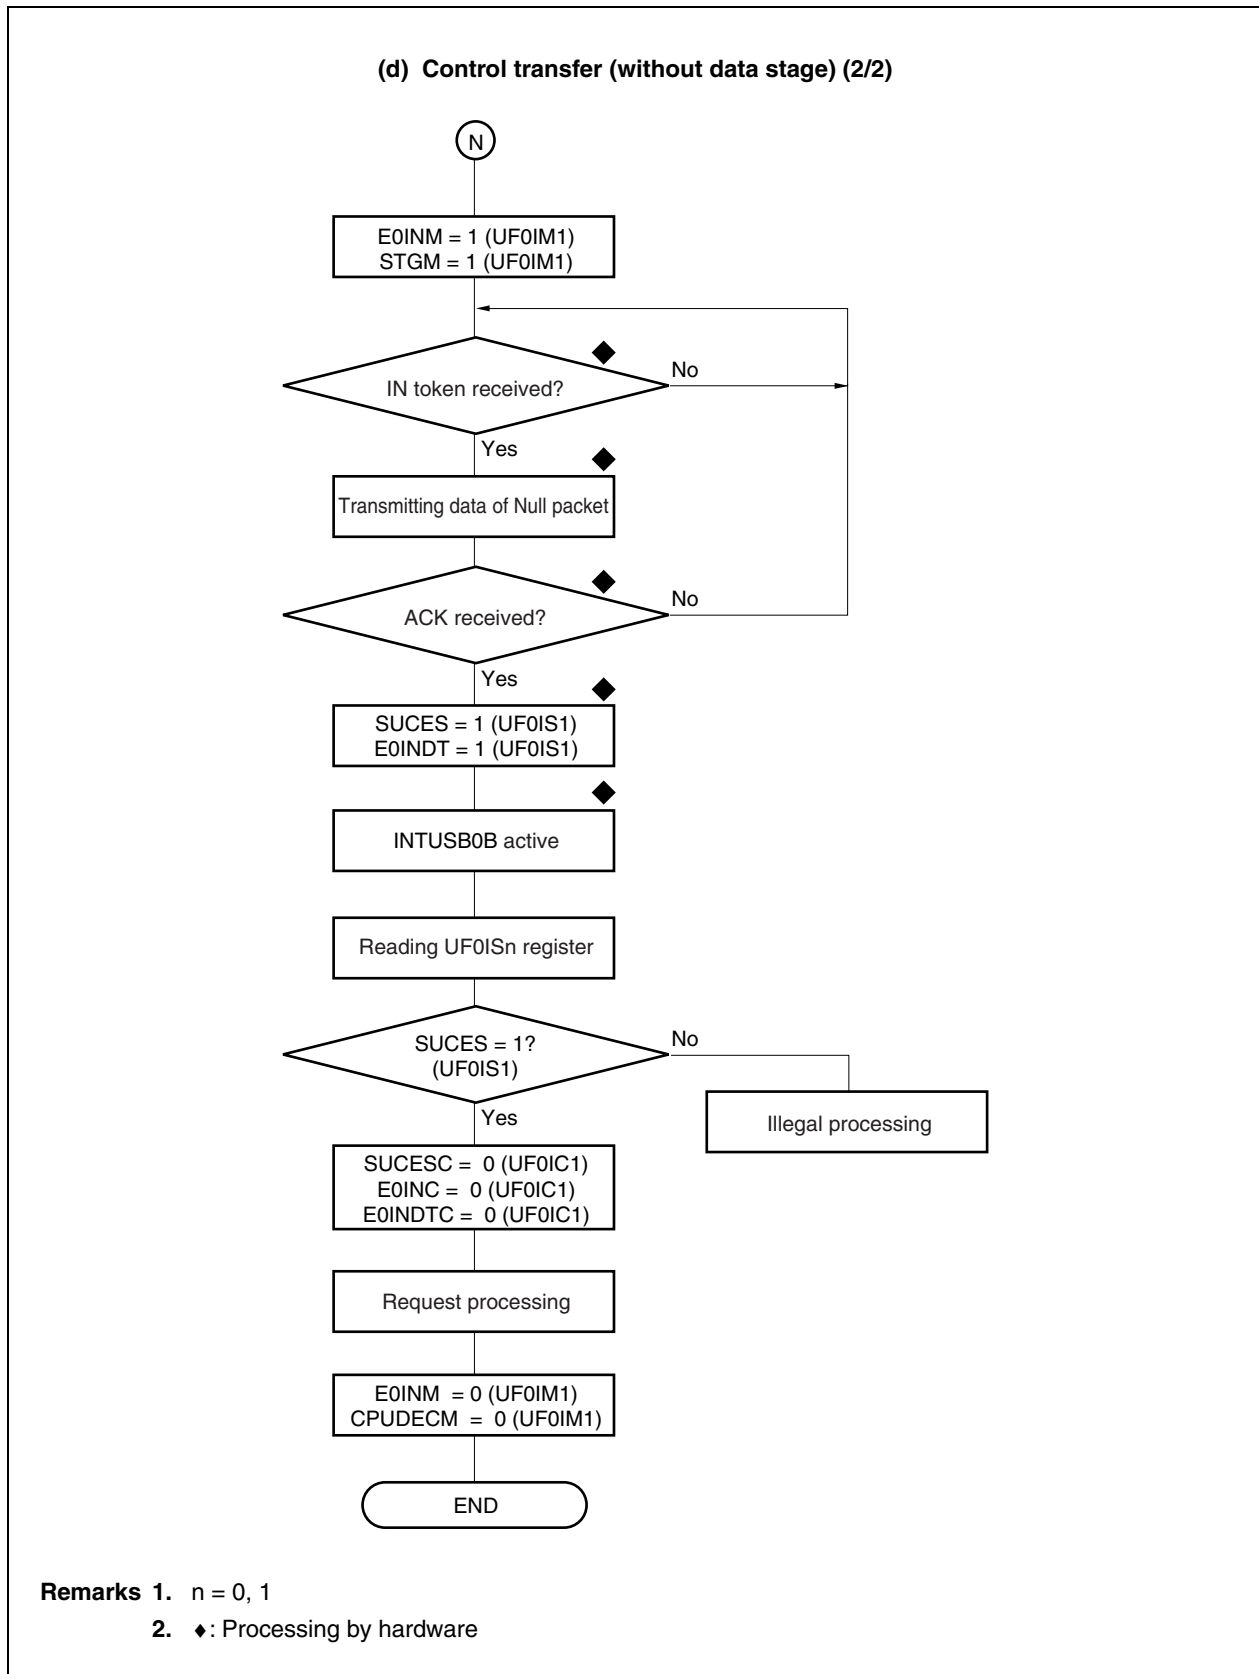 (d) Control transfer (without data stage) (2/2)
N
E0INM = 1 (UF0IM1)
STGM = 1 (UF0IM1)
IN token received?
No
Yes
Transmitting data of Null packet
ACK received?
No
Yes
SUCES = 1 (UF0IS1)
E0INDT = 1 (UF0IS1)
INTUSB0B active
Reading UF0ISn register
SUCES = 1?
(UF0IS1)
No
Illegal processing
Yes
SUCESC = 0 (UF0IC1)
E0INC = 0 (UF0IC1)
E0INDTC = 0 (UF0IC1)
Request processing
E0INM = 0 (UF0IM1)
CPUDECM = 0 (UF0IM1)
END
Remarks 1. n = 0, 1
2. ♦: Processing by hardware